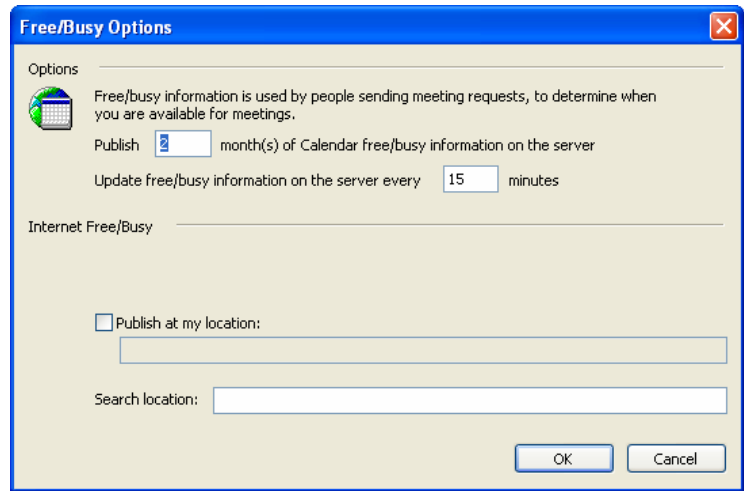 Free/Busy Options
Options
Free/busy information is used by people sending meeting requests, to determine when
you are available for meetings.
Publish 2 month(s) of Calendar free/busy information on the server
Update free/busy information on the server every 15 minutes
Internet Free/Busy
Publish at my location:
Search location:
OK Cancel